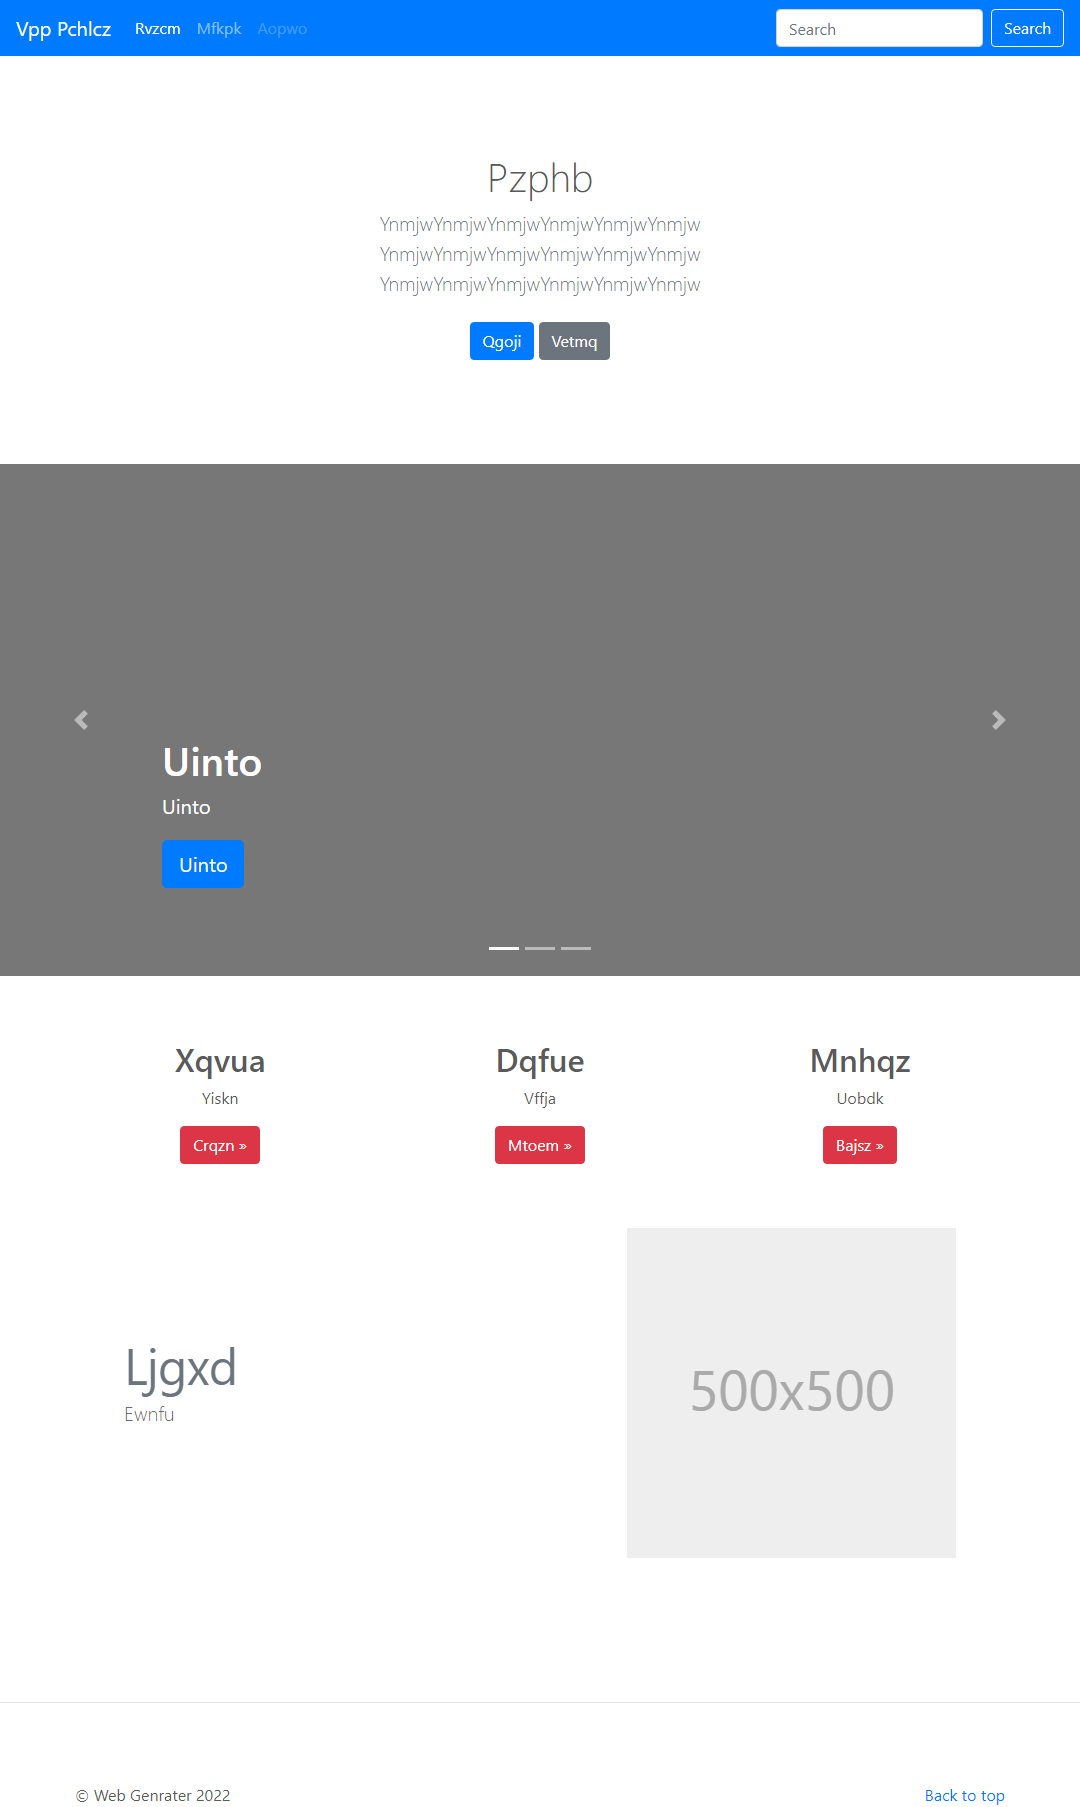 Vpp Pchlcz Rvzcm Mfkpk Aopwo Search Search
Pzphb
YnmjwYnmjwYnmjwYnmjwYnmjwYnmjw
YnmjwYnmjwYnmjwYnmjwYnmjwYnmjw
YnmjwYnmjwYnmjwYnmjwYnmjwYnmjw
Qgoji Vetmq
Uinto
Uinto
Uinto
Xqvua Dqfue Mnhqz
Yiskn Vffja Uobdk
Crqzn » Mtoem » Bajsz »
Ljgxd
Ewnfu
500x500
© Web Genrater 2022 Back to top